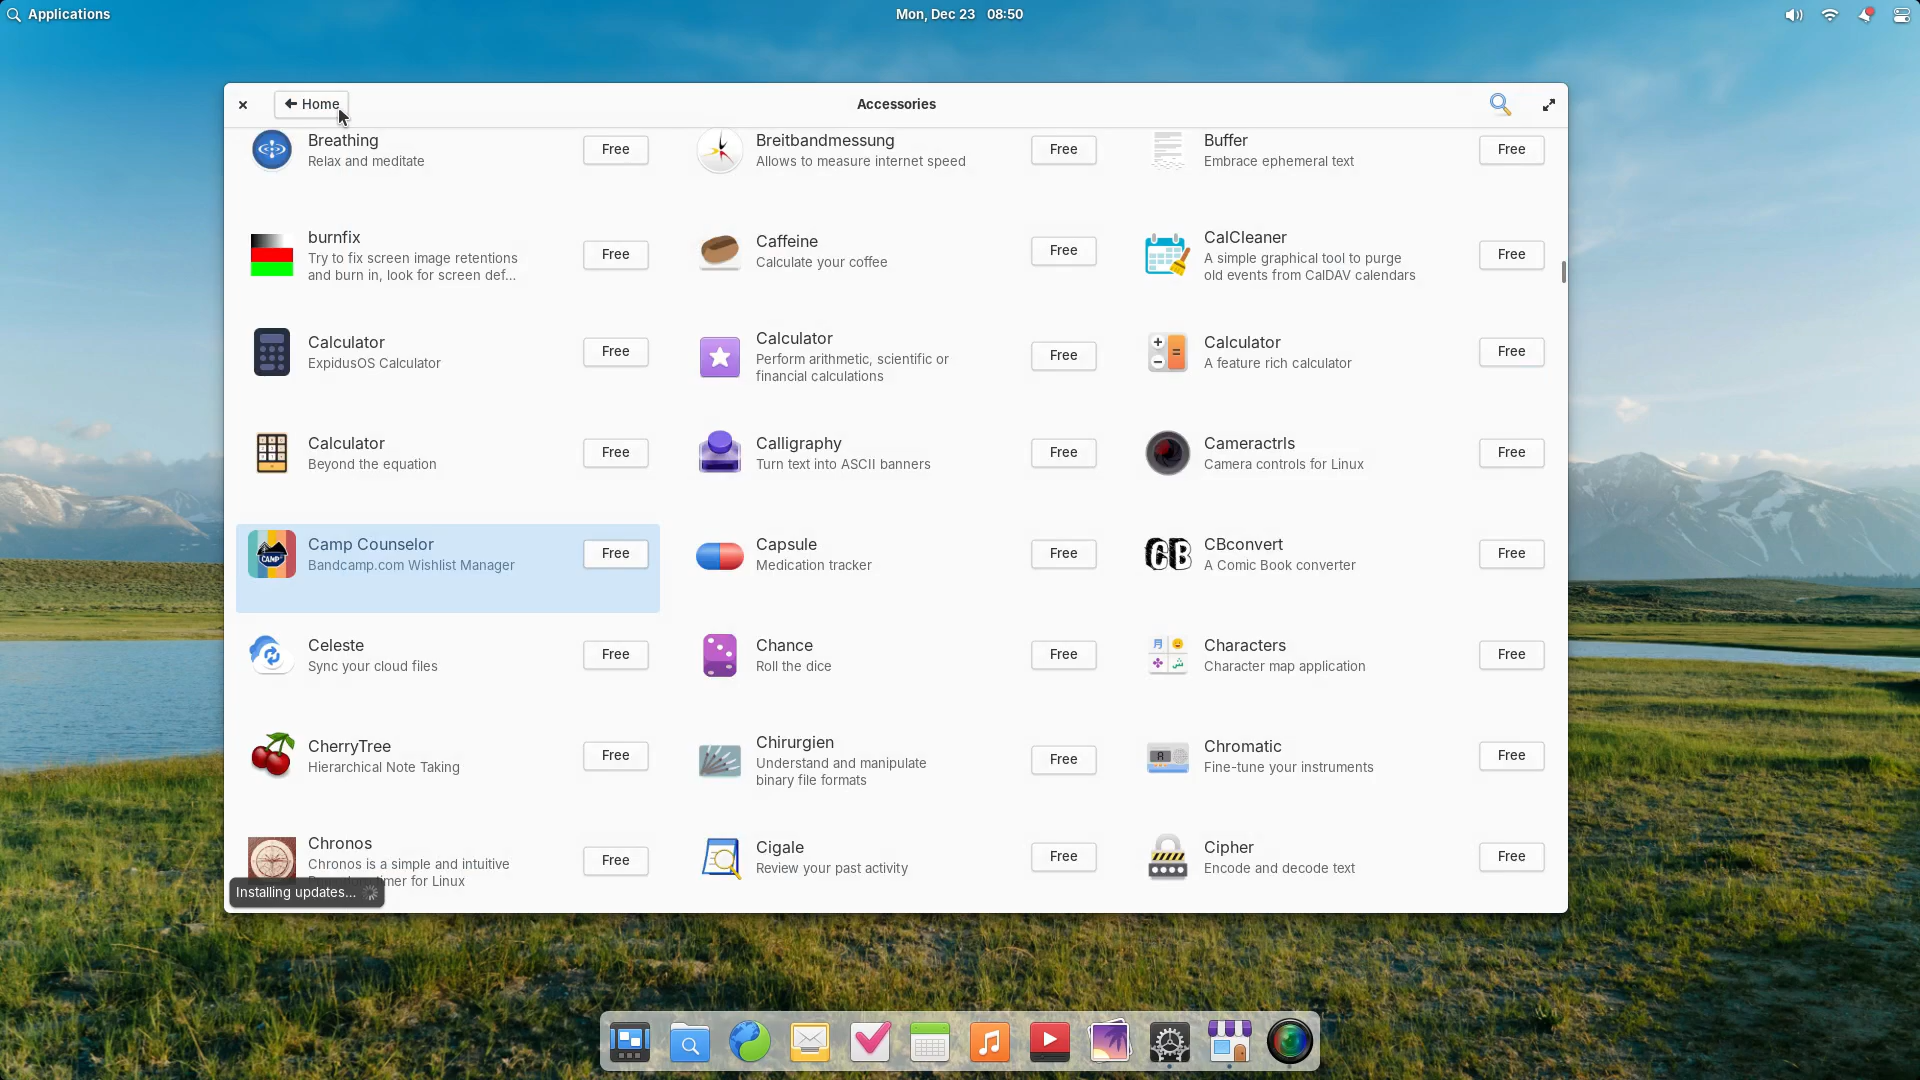 Applications
Mon, Dec 23 08:50
Home
Accessories
Breathing
Relax and meditate
Free
Breitbandmessung
Allows to measure internet speed
Free
Buffer
Embrace ephemeral text
Free
burnfix
Try to fix screen image retentions
and burn in, look for screen def...
Free
Caffeine
Calculate your coffee
Free
CalCleaner
A simple graphical tool to purge
old events from CalDAV calendars
Free
Calculator
ExpidusOS Calculator
Free
Calculator
Perform arithmetic, scientific or
financial calculations
Free
Calculator
A feature rich calculator
Free
Calculator
Beyond the equation
Free
Calligraphy
Turn text into ASCII banners
Free
Cameractrls
Camera controls for Linux
Free
CAMP
Camp Counselor
Bandcamp.com Wishlist Manager
Free
Capsule
Medication tracker
Free
CB
CBconvert
A Comic Book converter
Free
Celeste
Sync your cloud files
Free
Chance
Roll the dice
Free
Characters
Character map application
Free
CherryTree
Hierarchical Note Taking
Free
Chirurgien
Understand and manipulate
binary file formats
Free
A
Chromatic
Fine-tune your instruments
Free
Chronos
Chronos is a simple and intuitive
timer for Linux
Free
Cigale
Review your past activity
Free
Cipher
Encode and decode text
Free
Installing updates...